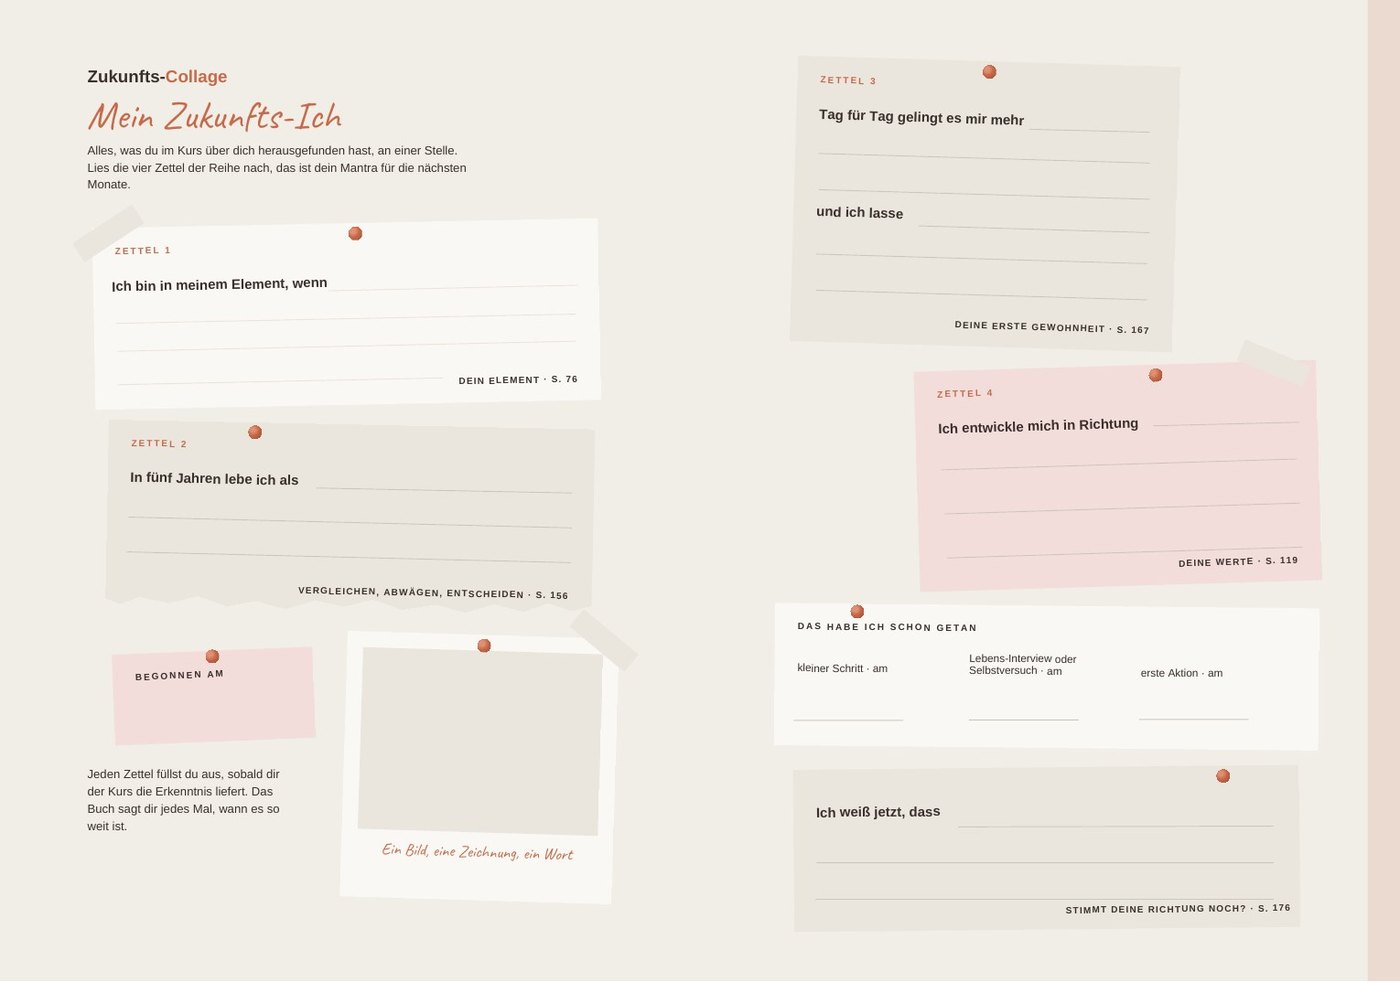 Zukunfts-Collage
Mein Zukunfts-Ich
Alles, was du im Kurs über dich herausgefunden hast, an einer Stelle.
Lies die vier Zettel der Reihe nach, das ist dein Mantra für die nächsten
Monate.
ZETTEL 1
Ich bin in meinem Element, wenn
DEIN ELEMENT · S. 76
ZETTEL 2
In fünf Jahren lebe ich als
VERGLEICHEN, ABWÄGEN, ENTSCHEIDEN · S. 156
BEGONNEN AM
Jeden Zettel füllst du aus, sobald dir
der Kurs die Erkenntnis liefert. Das
Buch sagt dir jedes Mal, wann es so
weit ist.
Ein Bild, eine Zeichnung, ein Wort
ZETTEL 3
Tag für Tag gelingt es mir mehr
und ich lasse
DEINE ERSTE GEWOHNHEIT · S. 167
ZETTEL 4
Ich entwickle mich in Richtung
DEINE WERTE · S. 119
DAS HABE ICH SCHON GETAN
kleiner Schritt · am
Lebens-Interview oder
Selbstversuch · am
erste Aktion · am
Ich weiß jetzt, dass
STIMMT DEINE RICHTUNG NOCH? · S. 176